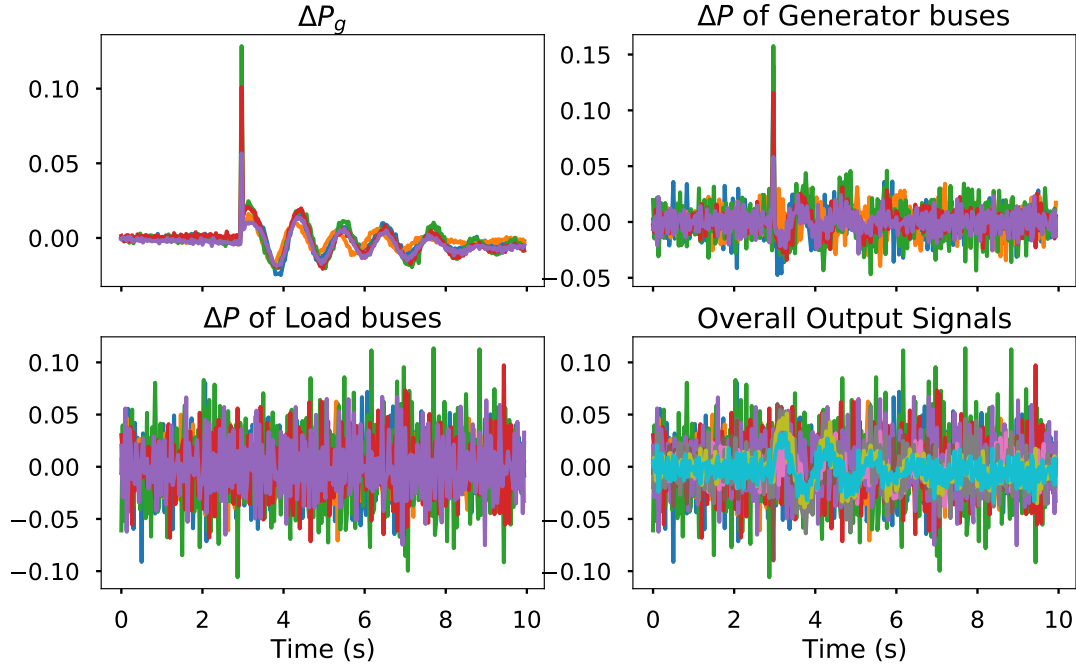 ΔP_g
ΔP of Generator buses
0.10
0.05
0.00
0.15
0.10
0.05
0.00
−0.05
ΔP of Load buses
Overall Output Signals
0.10
0.05
0.00
−0.05
−0.10
0.10
0.05
0.00
−0.05
−0.10
0 2 4 6 8 10
0 2 4 6 8 10
Time (s)
Time (s)